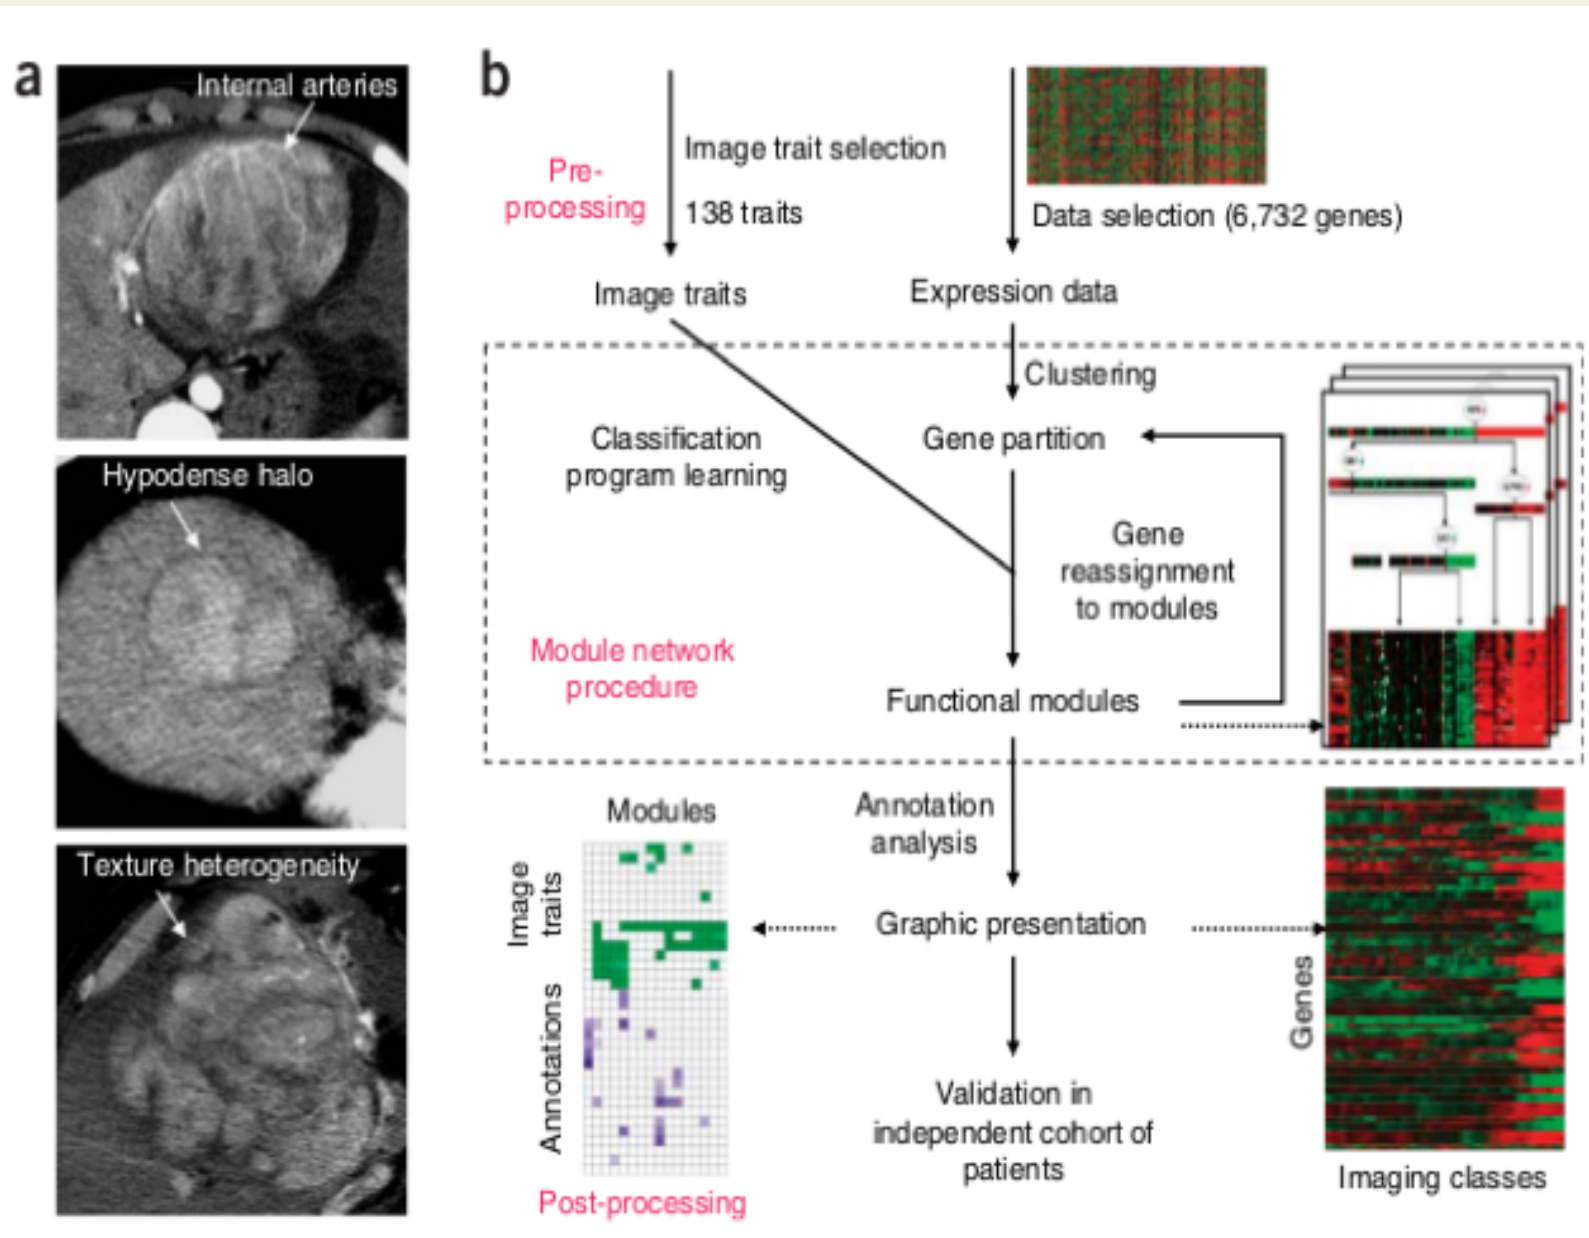 a
Internal arteries
Hypodense halo
Texture heterogeneity
b
Pre-
processing
Image trait selection
138 traits
Data selection (6,732 genes)
Image traits
Expression data
Clustering
Classification
program learning
Gene partition
Gene
reassignment
to modules
Module network
procedure
Functional modules
Annotation
analysis
Modules
Image
traits
Annotations
Graphic presentation
Genes
Validation in
independent cohort of
patients
Imaging classes
Post-processing